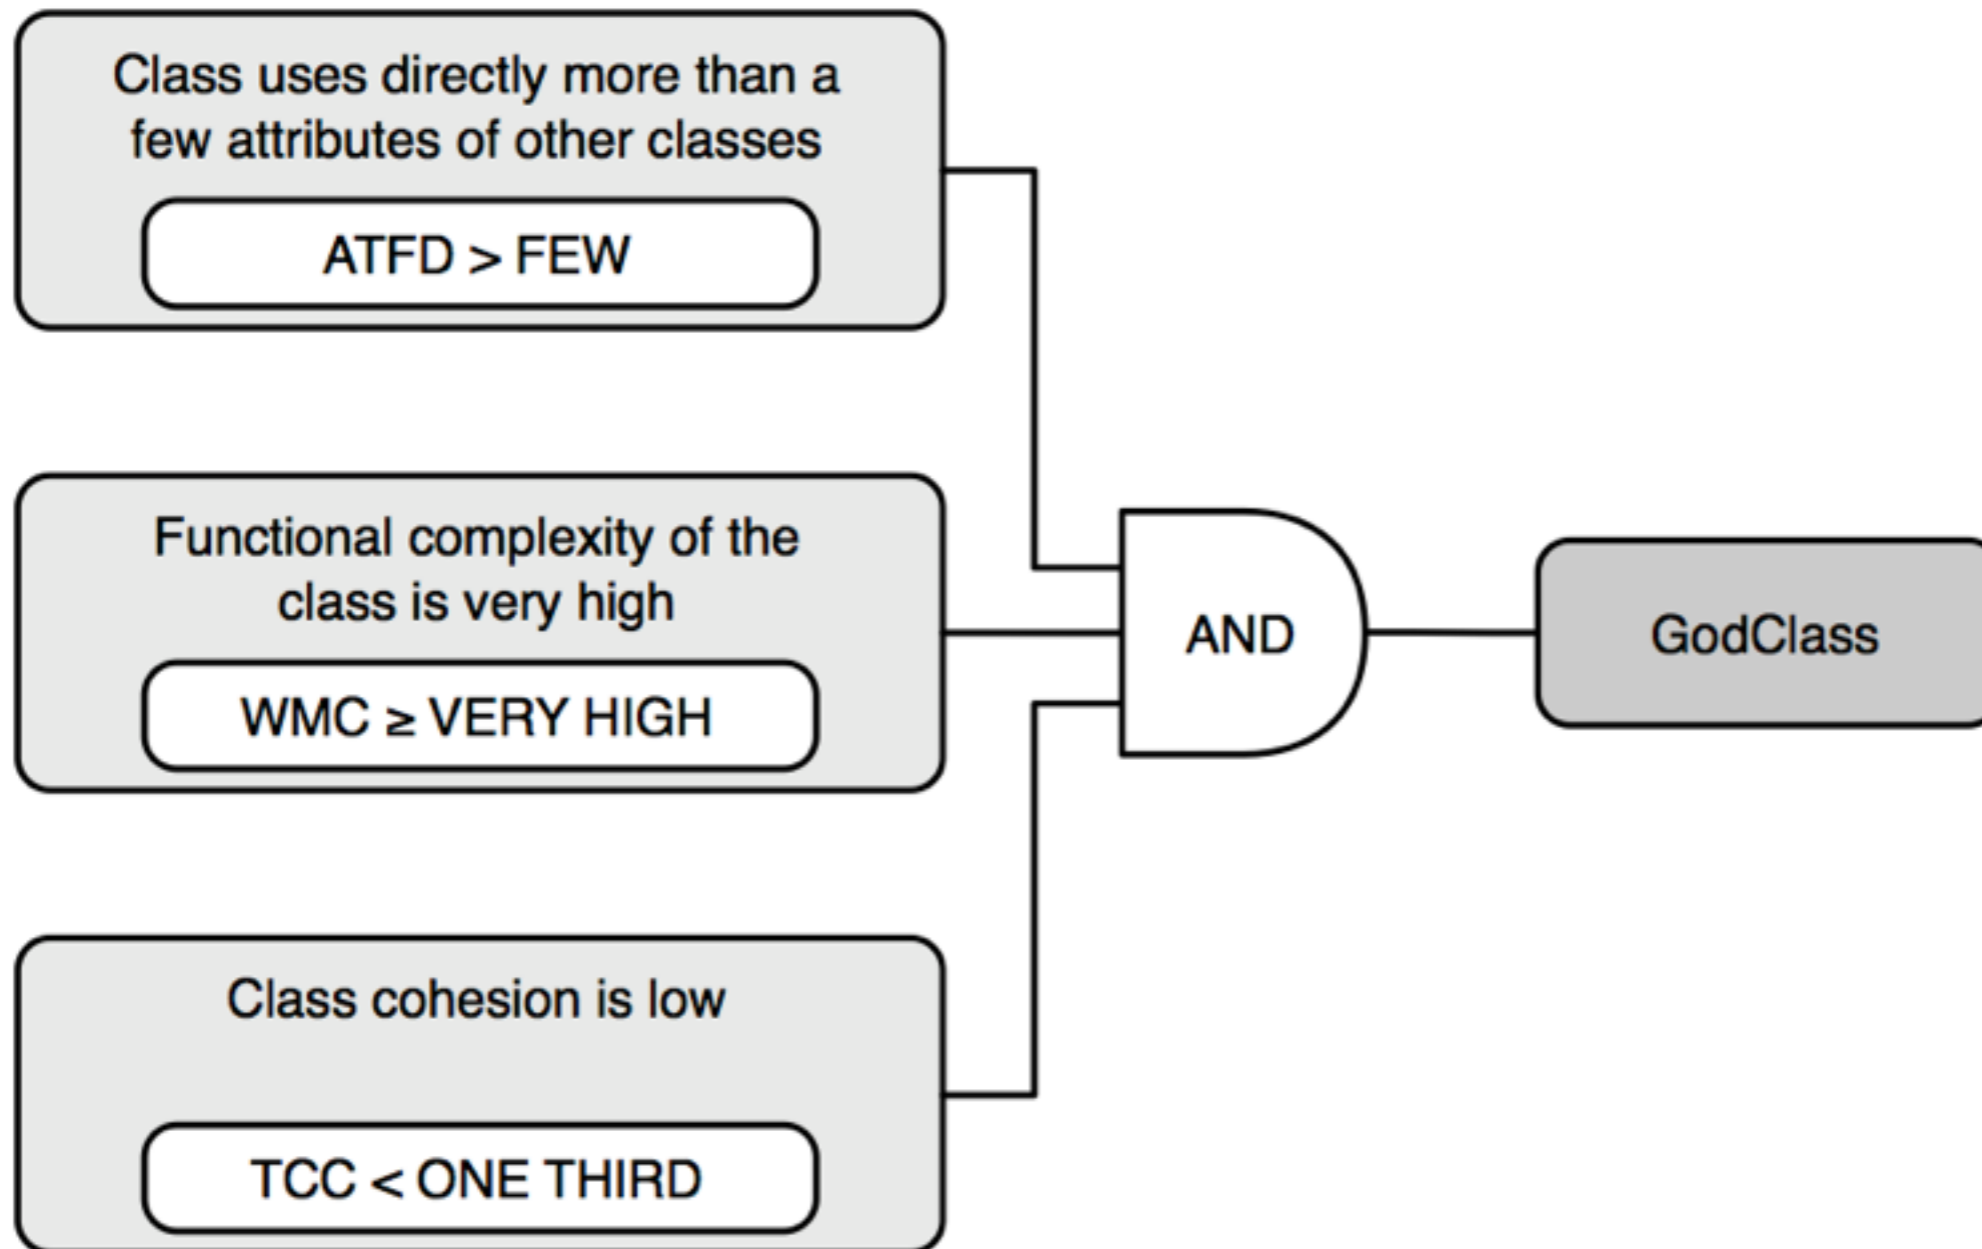 Class uses directly more than a
few attributes of other classes
ATFD > FEW
Functional complexity of the
class is very high
WMC ≥ VERY HIGH
AND
GodClass
Class cohesion is low
TCC < ONE THIRD